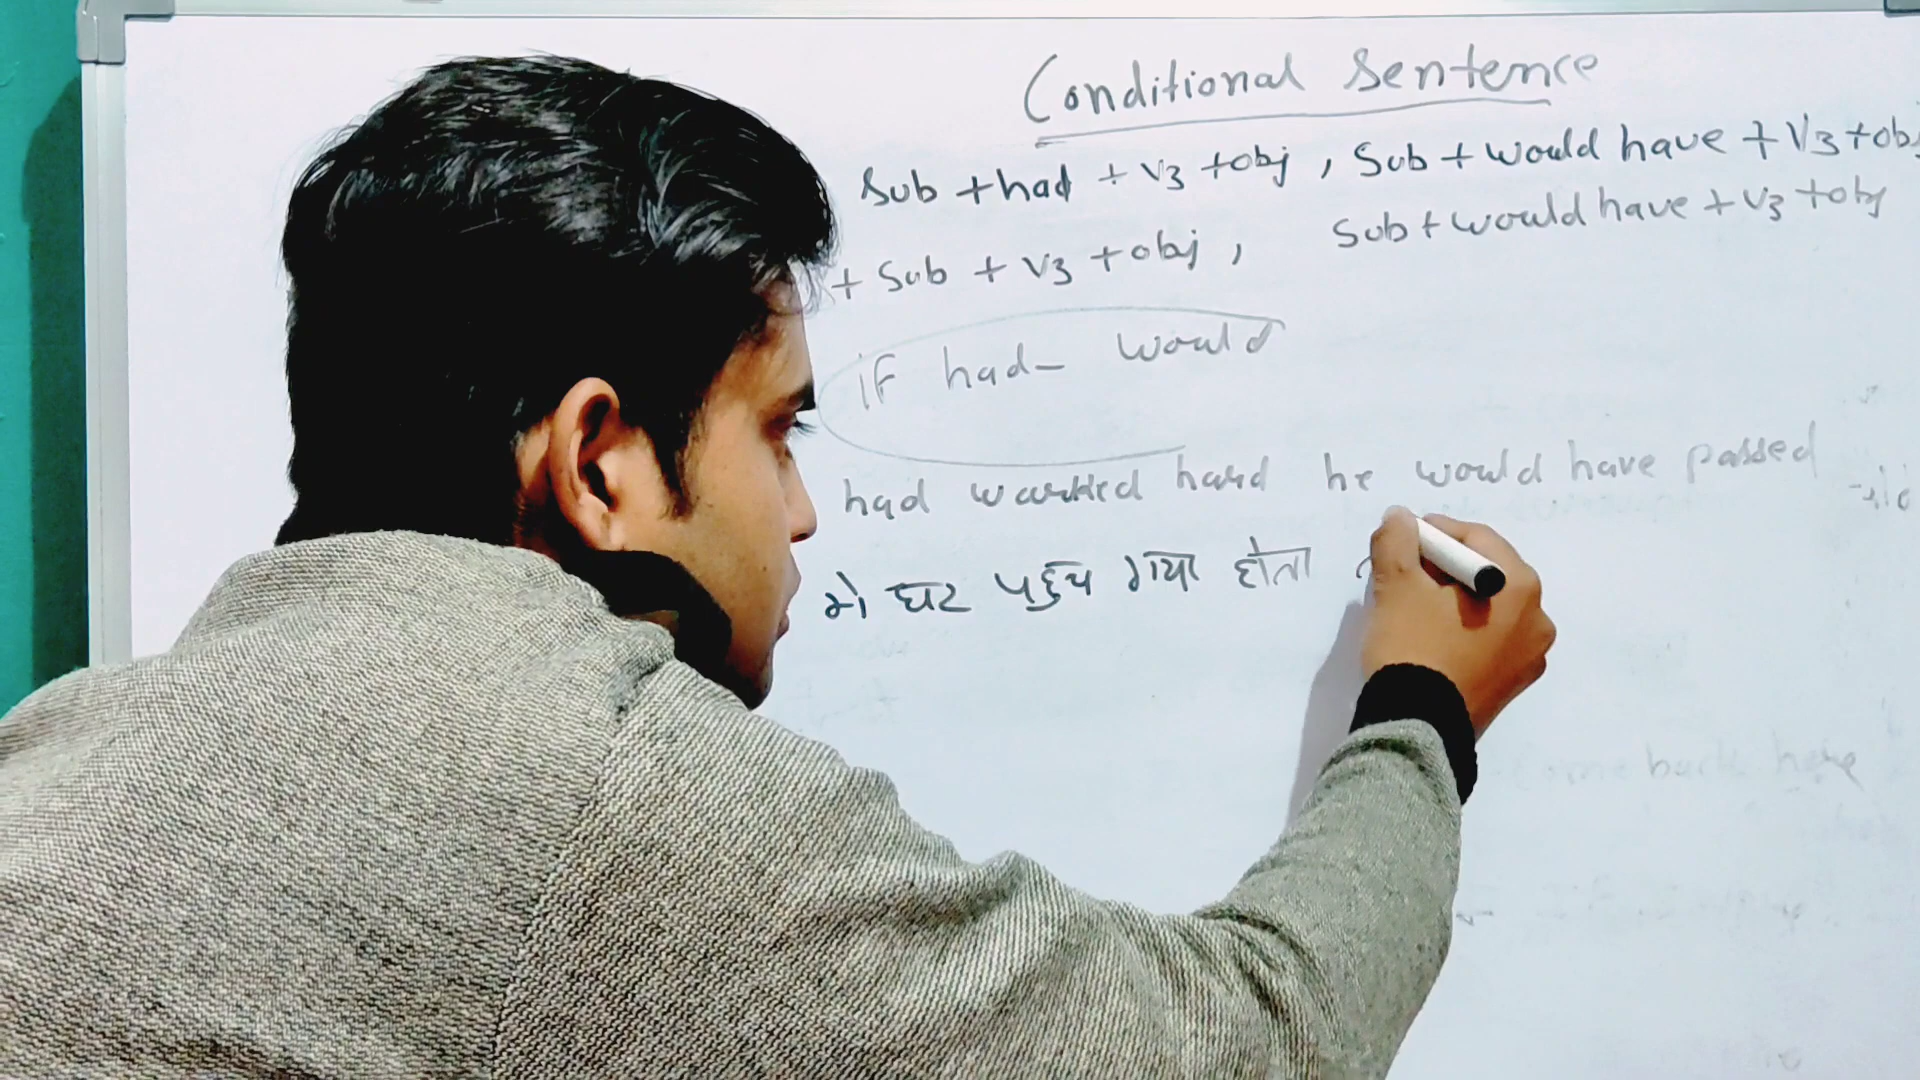 Conditional Sentence
Sub + had + V3 + obj , Sub + would have + V3 + obj
+ Sub + V3 + obj , Sub + would have + V3 + obj
IF had – would
had worked hard he would have passed
मैं घर पहुंच गया होता
Come back here